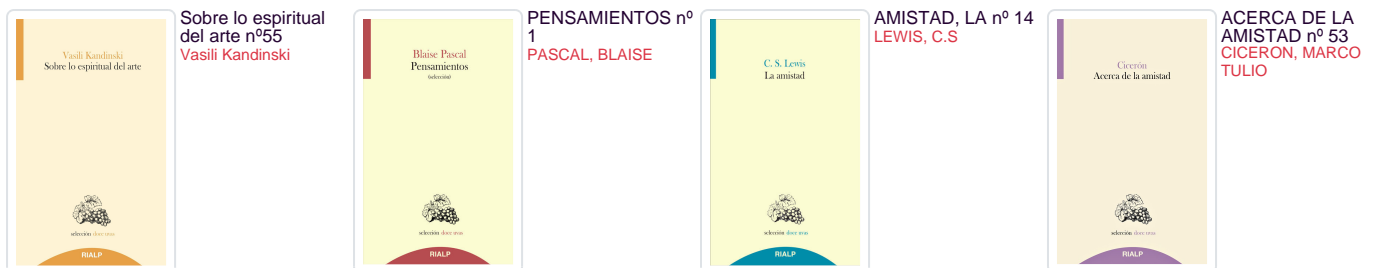 Vasili Kandinski
Sobre lo espiritual del arte
selección doce uvas
RIALP
Sobre lo espiritual
del arte nº55
Vasili Kandinski
Blaise Pascal
Pensamientos
(selección)
selección doce uvas
RIALP
PENSAMIENTOS nº
1
PASCAL, BLAISE
C. S. Lewis
La amistad
selección doce uvas
RIALP
AMISTAD, LA nº 14
LEWIS, C.S
Cicerón
Acerca de la amistad
selección doce uvas
RIALP
ACERCA DE LA
AMISTAD nº 53
CICERON, MARCO
TULIO